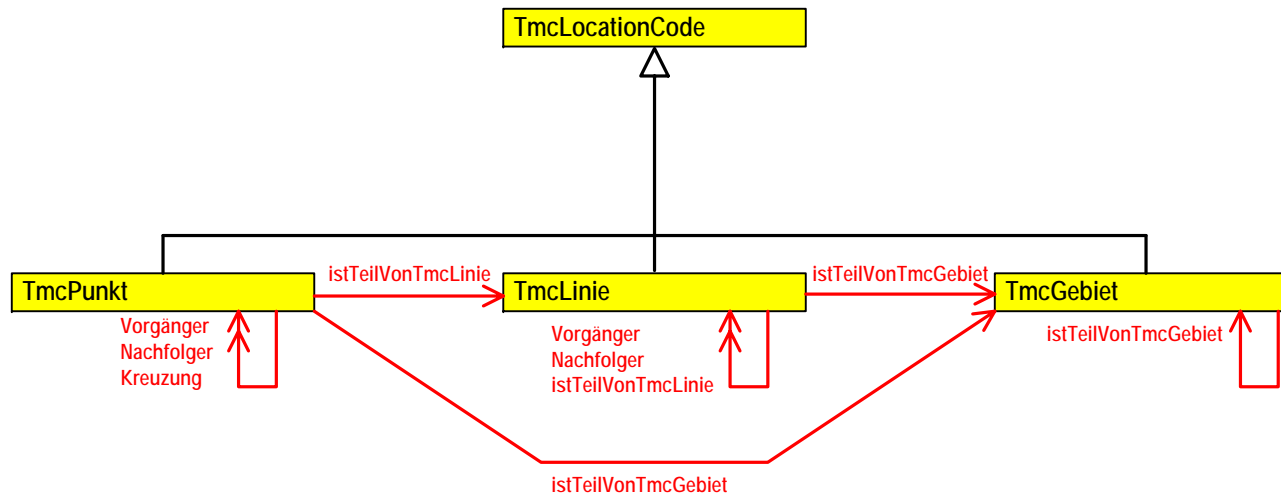 TmcLocationCode
istTeilVonTmcLinie
istTeilVonTmcGebiet
TmcPunkt
TmcLinie
TmcGebiet
Vorgänger
Nachfolger
Kreuzung
Vorgänger
Nachfolger
istTeilVonTmcLinie
istTeilVonTmcGebiet
istTeilVonTmcGebiet